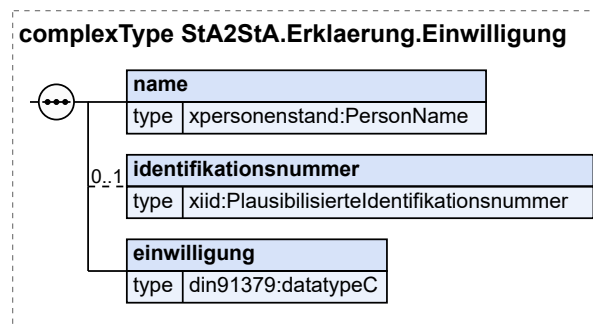 complexType StA2StA.Erklaerung.Einwilligung
name
type xpersonenstand:PersonName
0..1 identifikationsnummer
type xiid:PlausibilisierteIdentifikationsnummer
einwilligung
type din91379:datatypeC